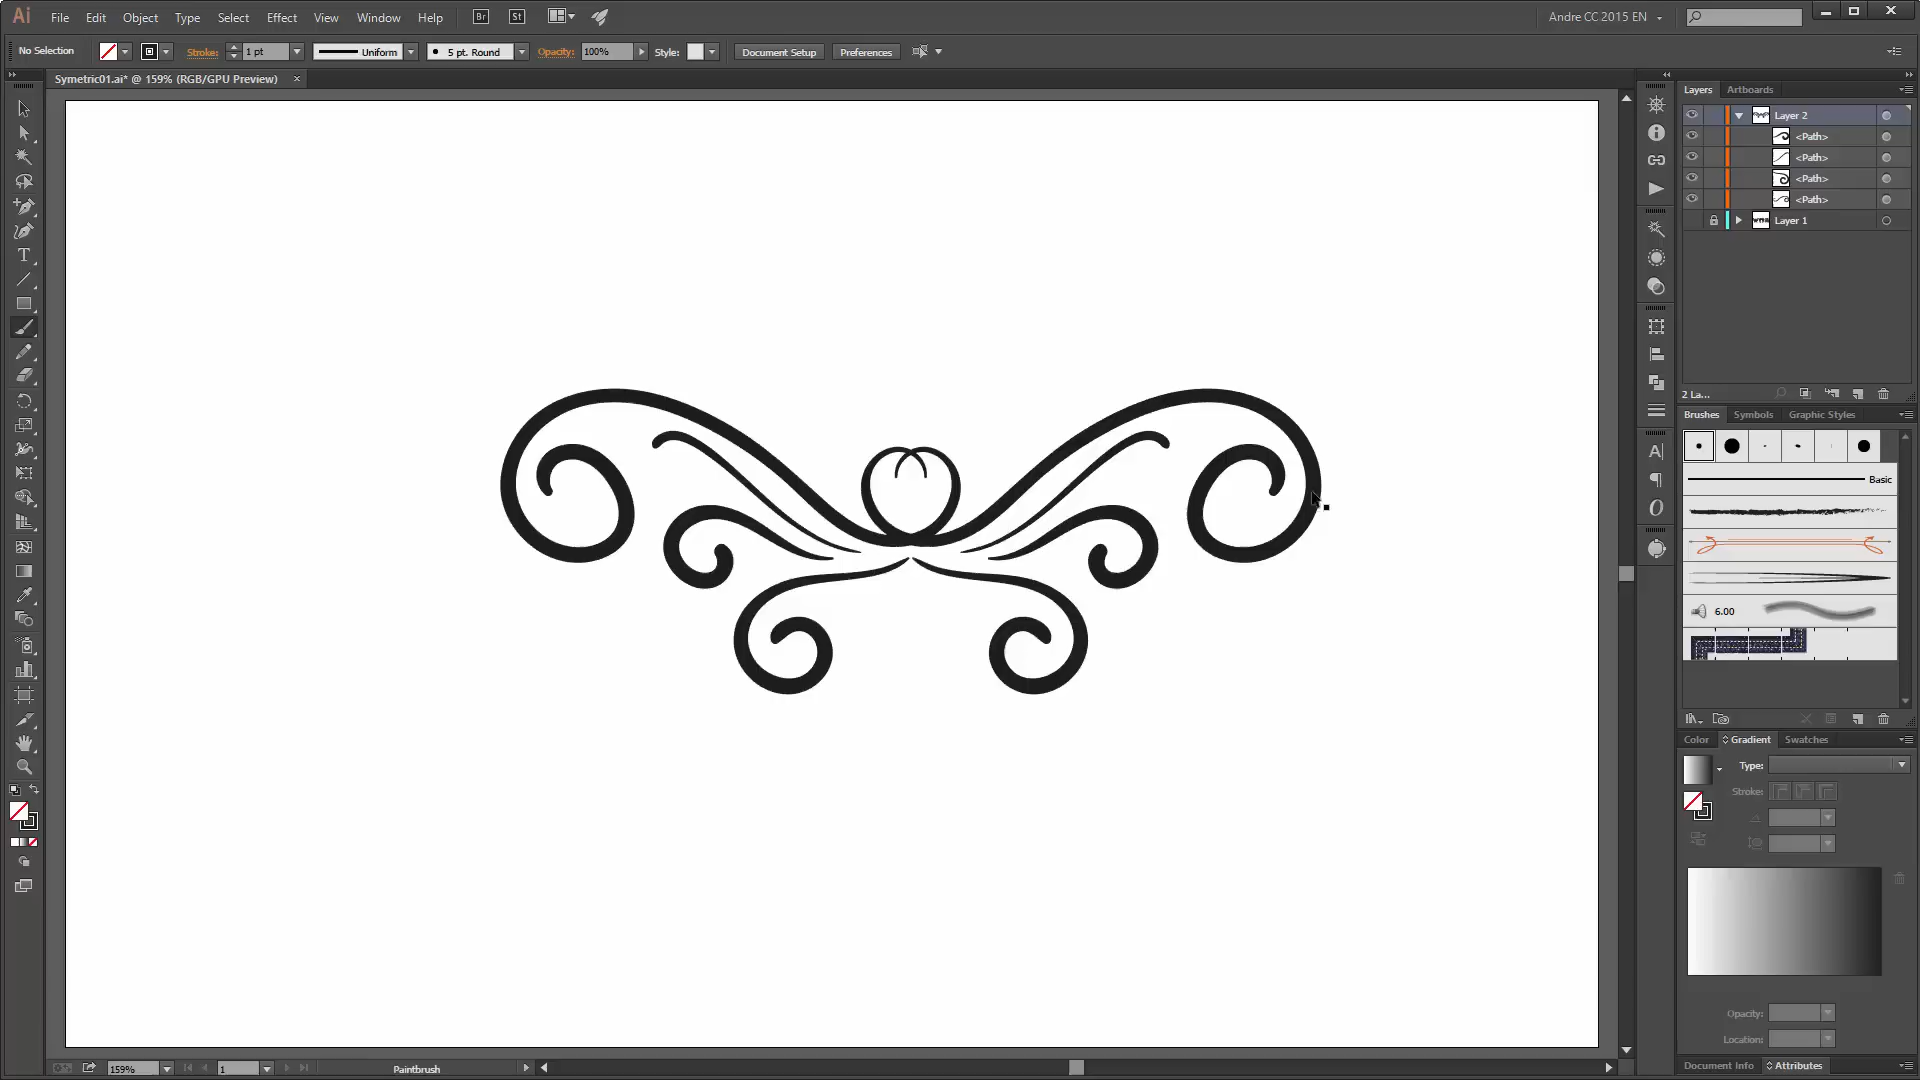 Ai File Edit Object Type Select Effect View Window Help Br St Andre CC 2015 EN
No Selection Stroke: 1 pt Uniform 5 pt. Round Opacity: 100% Style: Document Setup Preferences
Symetric01.ai* @ 159% (RGB/GPU Preview)
Layers Artboards
Layer 2
<Path>
<Path>
<Path>
<Path>
Layer 1
2 La...
Brushes Symbols Graphic Styles
Basic
6.00
Color Gradient Swatches
Type:
Stroke:
Opacity:
Location:
159% 1 Paintbrush
Document Info Attributes